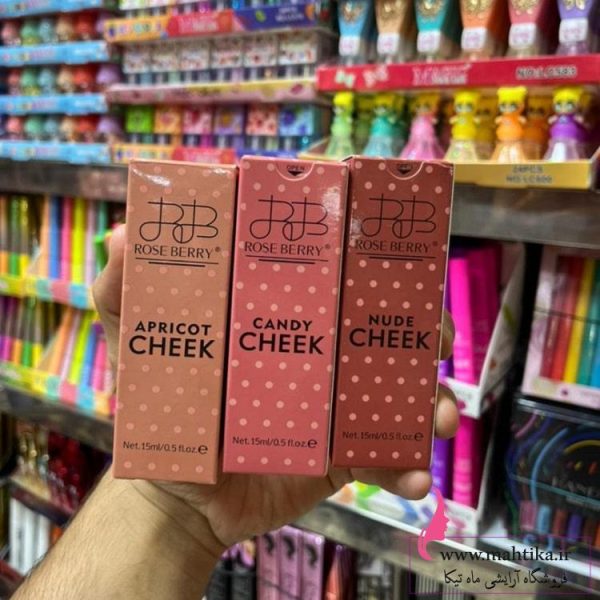 RB
ROSE BERRY®
APRICOT
CHEEK
Net.15ml/0.5 fl.oz.e
OPEN
RB
ROSE BERRY®
CANDY
CHEEK
Net.15ml/0.5 fl.oz.e
OPEN
RB
ROSE BERRY®
NUDE
CHEEK
Net.15ml/0.5 fl.oz.e
www.mahtika.ir
فروشگاه آرایشی ماه تیکا